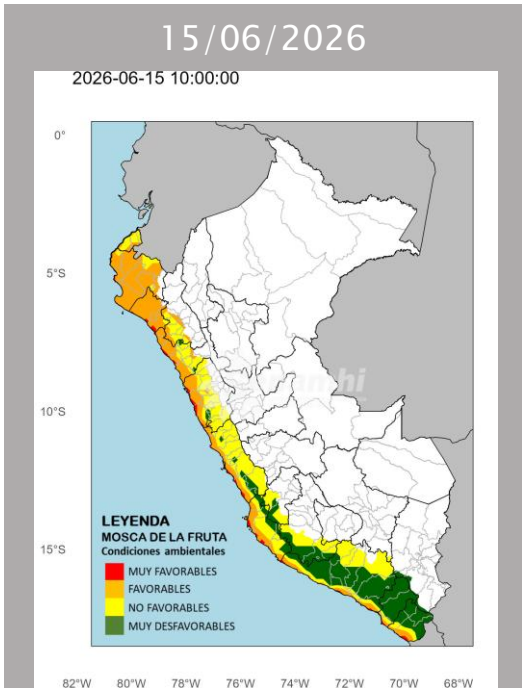 15/06/2026
2026-06-15 10:00:00
0°
5°S
10°S
15°S
LEYENDA
MOSCA DE LA FRUTA
Condiciones ambientales
MUY FAVORABLES
FAVORABLES
NO FAVORABLES
MUY DESFAVORABLES
82°W 80°W 78°W 76°W 74°W 72°W 70°W 68°W